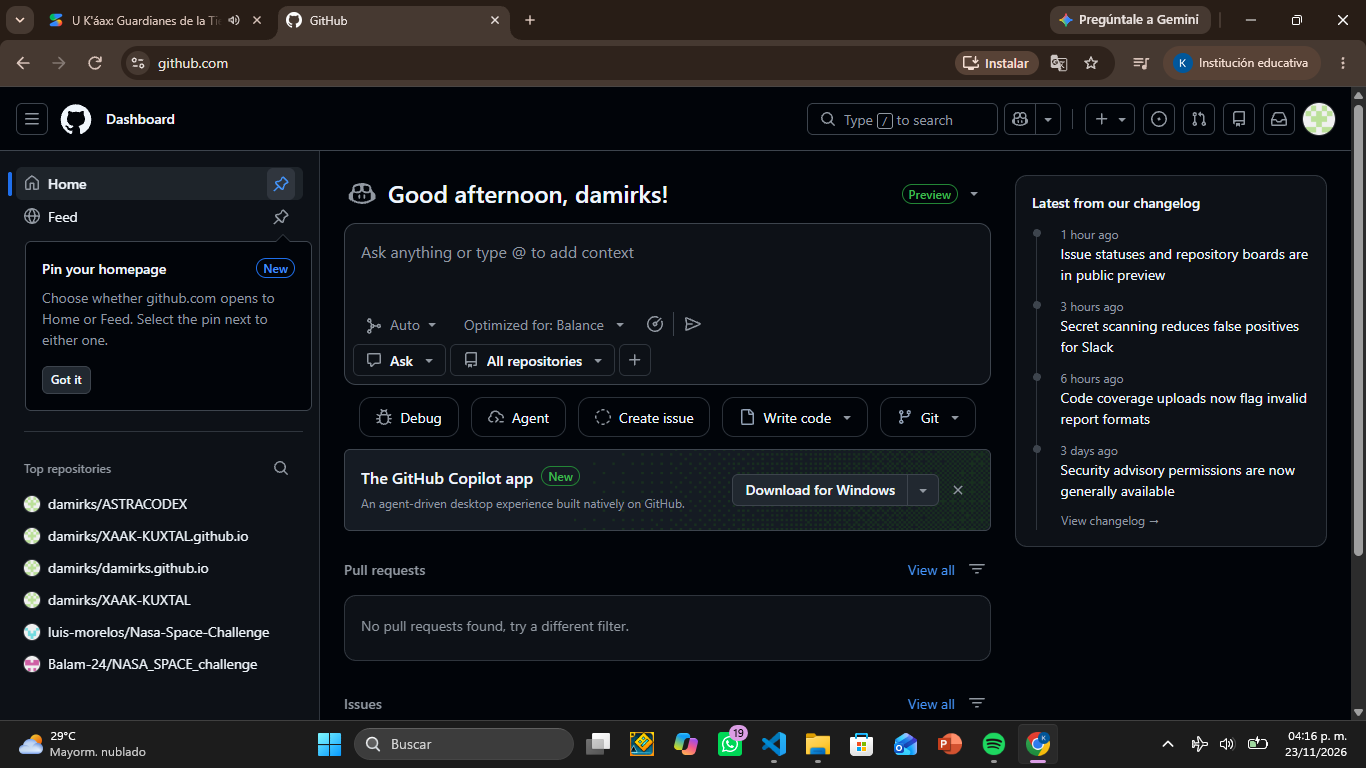 U K'áax: Guardianes de la Tie
GitHub
Pregúntale a Gemini
github.com
Instalar
K
Institución educativa
Dashboard
Type / to search
Home
Feed
Pin your homepage
New
Choose whether github.com opens to
Home or Feed. Select the pin next to
either one.
Got it
Top repositories
damirks/ASTRACODEX
damirks/XAAK-KUXTAL.github.io
damirks/damirks.github.io
damirks/XAAK-KUXTAL
luis-morelos/Nasa-Space-Challenge
Balam-24/NASA_SPACE_challenge
Good afternoon, damirks!
Preview
Ask anything or type @ to add context
Auto
Optimized for: Balance
Ask
All repositories
Debug
Agent
Create issue
Write code
Git
The GitHub Copilot app
New
An agent-driven desktop experience built natively on GitHub.
Download for Windows
Pull requests
View all
No pull requests found, try a different filter.
Issues
View all
Latest from our changelog
1 hour ago
Issue statuses and repository boards are
in public preview
3 hours ago
Secret scanning reduces false positives
for Slack
6 hours ago
Code coverage uploads now flag invalid
report formats
3 days ago
Security advisory permissions are now
generally available
View changelog →
29°C
Mayorm. nublado
Buscar
19
K
04:16 p. m.
23/11/2026